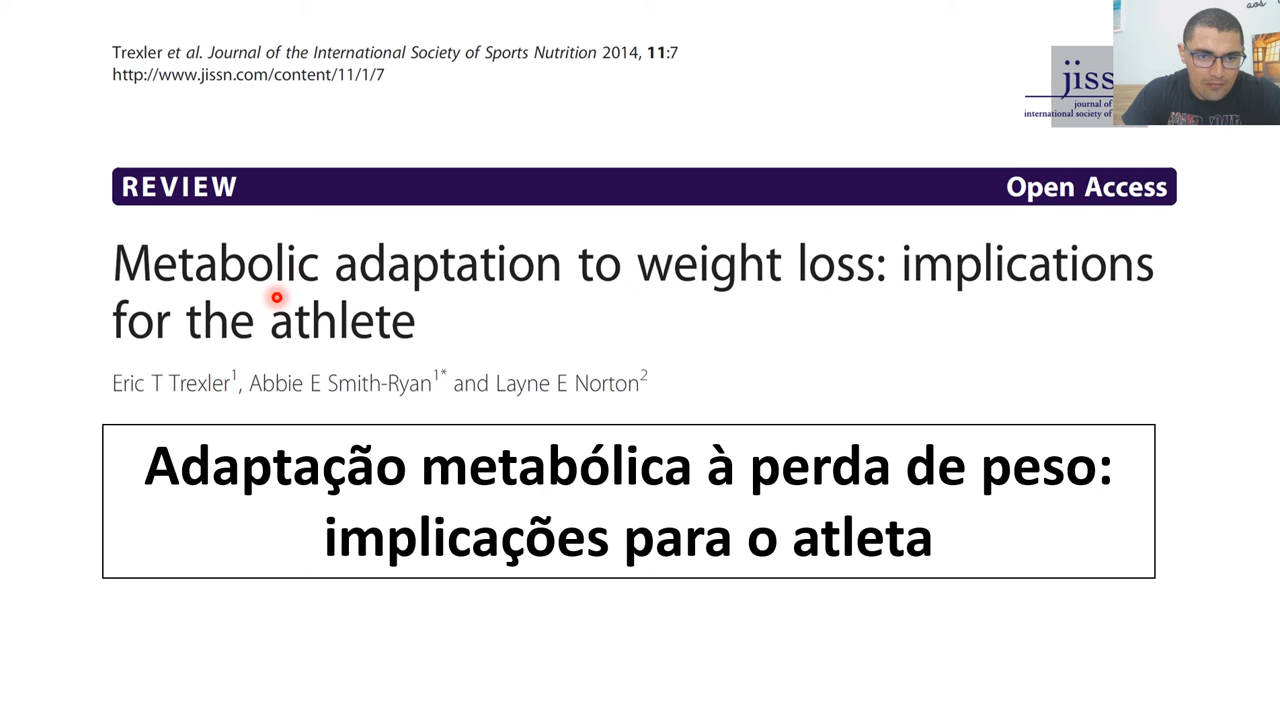 Trexler et al. Journal of the International Society of Sports Nutrition 2014, 11:7
http://www.jissn.com/content/11/1/7
aos
jiss
journal of
international society of
REVIEW Open Access
Metabolic adaptation to weight loss: implications
for the athlete
Eric T Trexler1, Abbie E Smith-Ryan1* and Layne E Norton2
Adaptação metabólica à perda de peso:
implicações para o atleta